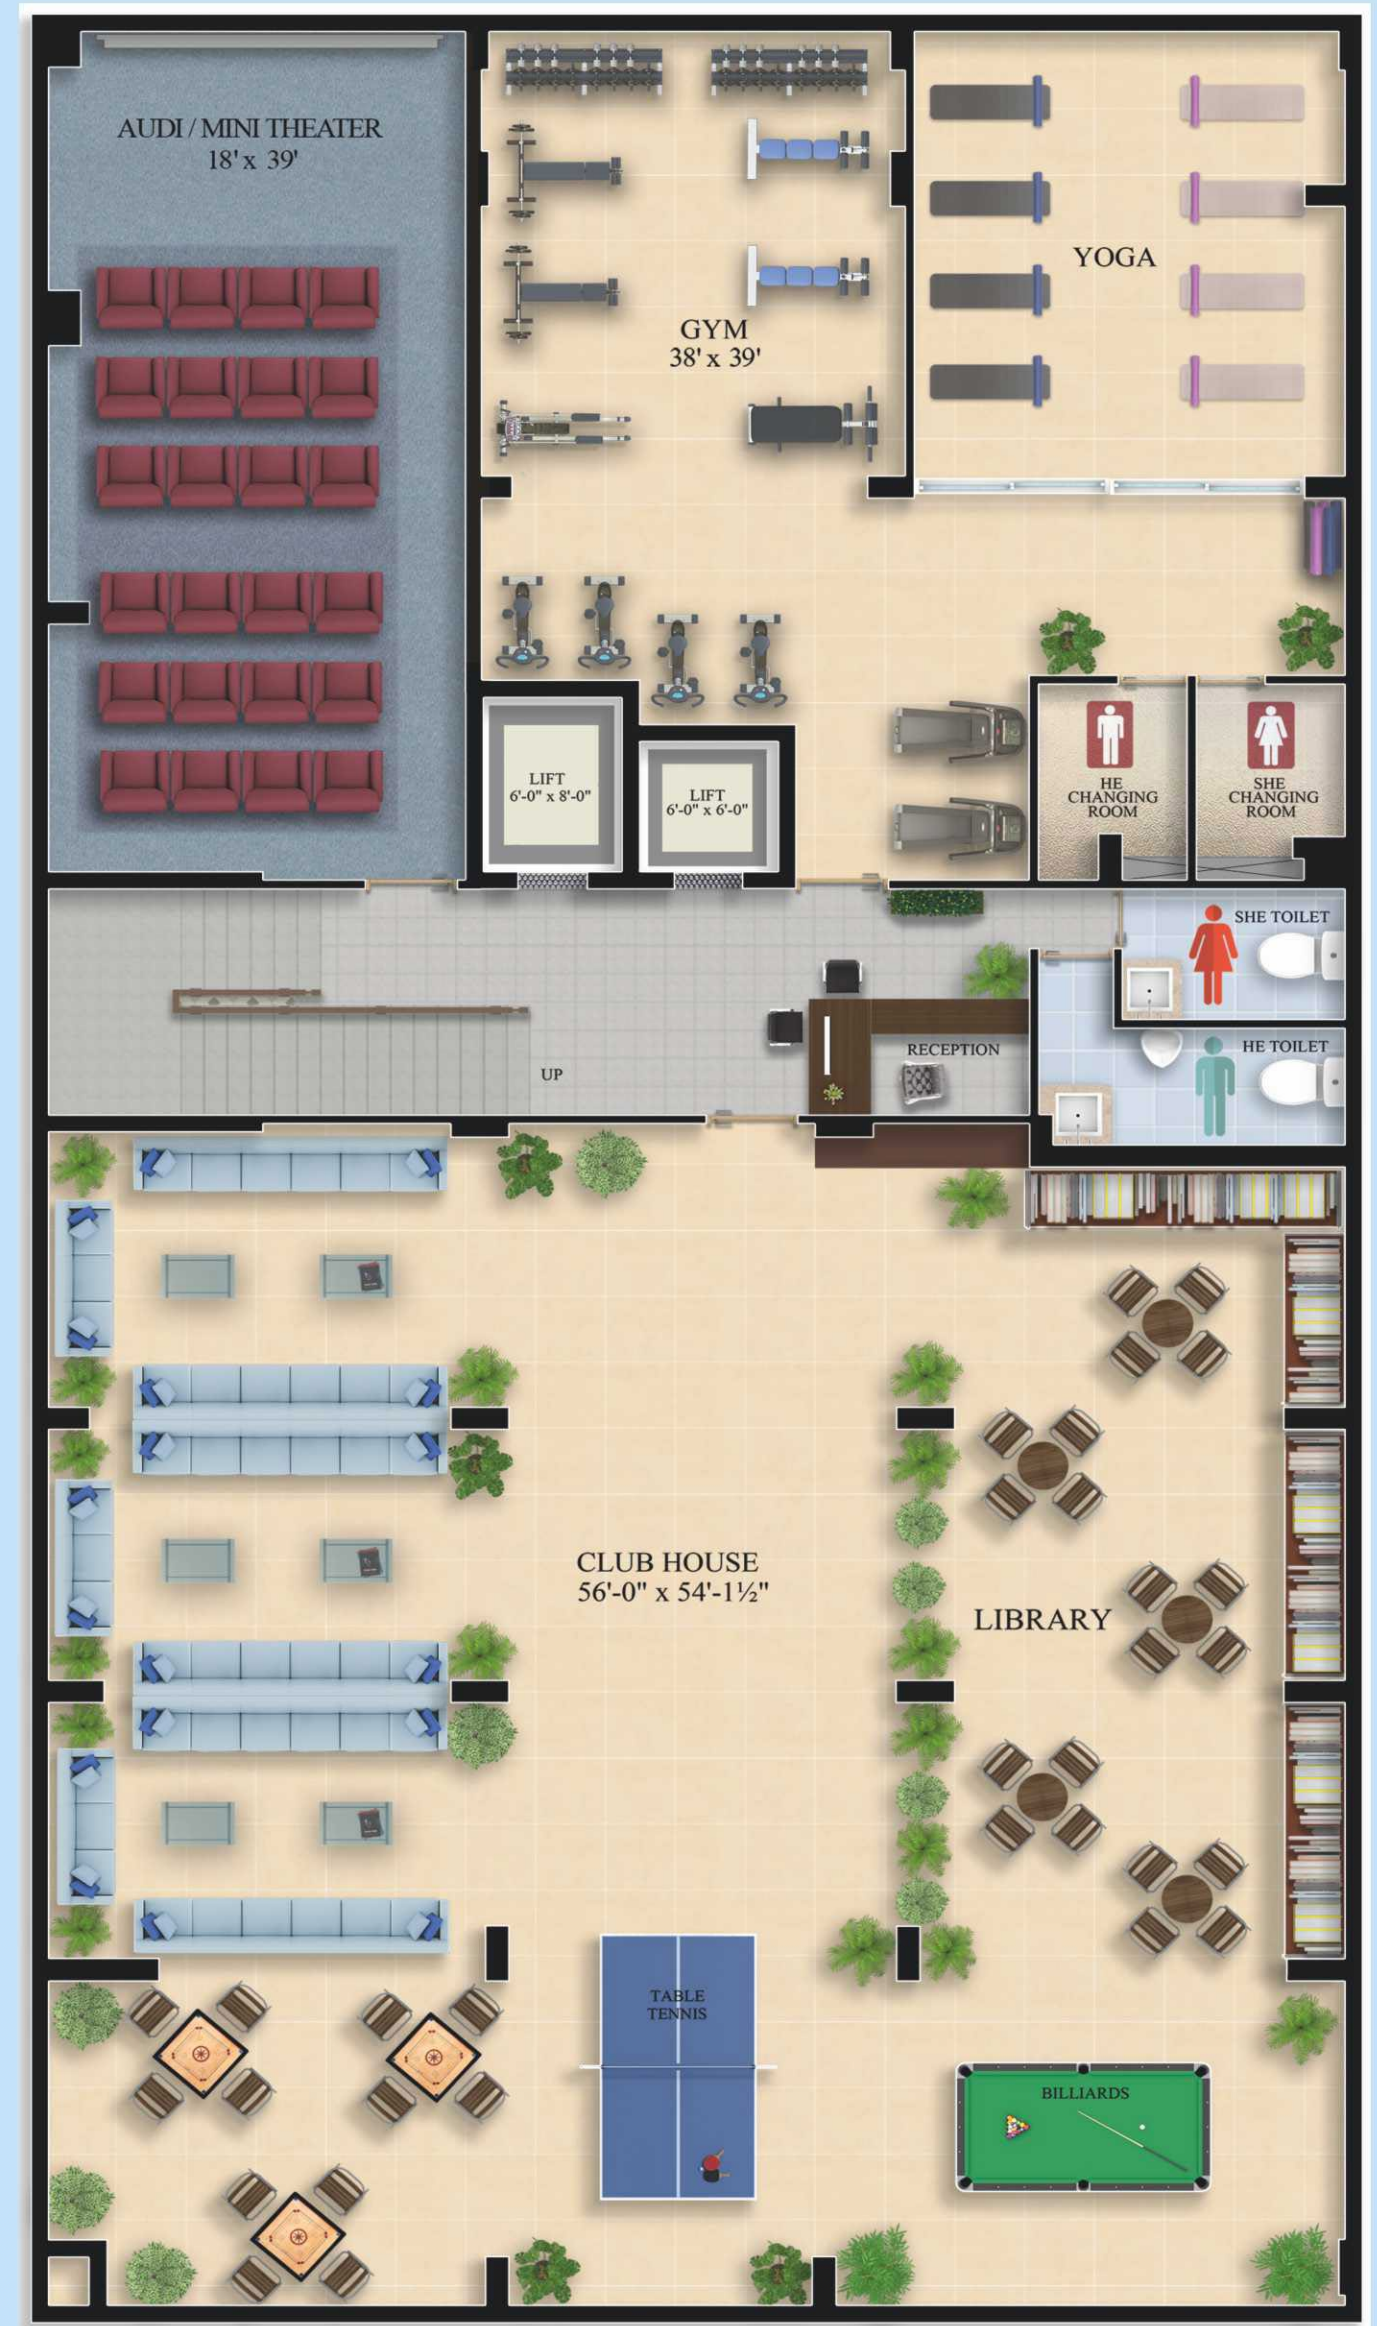 AUDI / MINI THEATER
18' x 39'
GYM
38' x 39'
YOGA
LIFT
6'-0" x 8'-0"
LIFT
6'-0" x 6'-0"
HE
CHANGING
ROOM
SHE
CHANGING
ROOM
SHE TOILET
HE TOILET
RECEPTION
UP
CLUB HOUSE
56'-0" x 54'-1½"
LIBRARY
TABLE
TENNIS
BILLIARDS